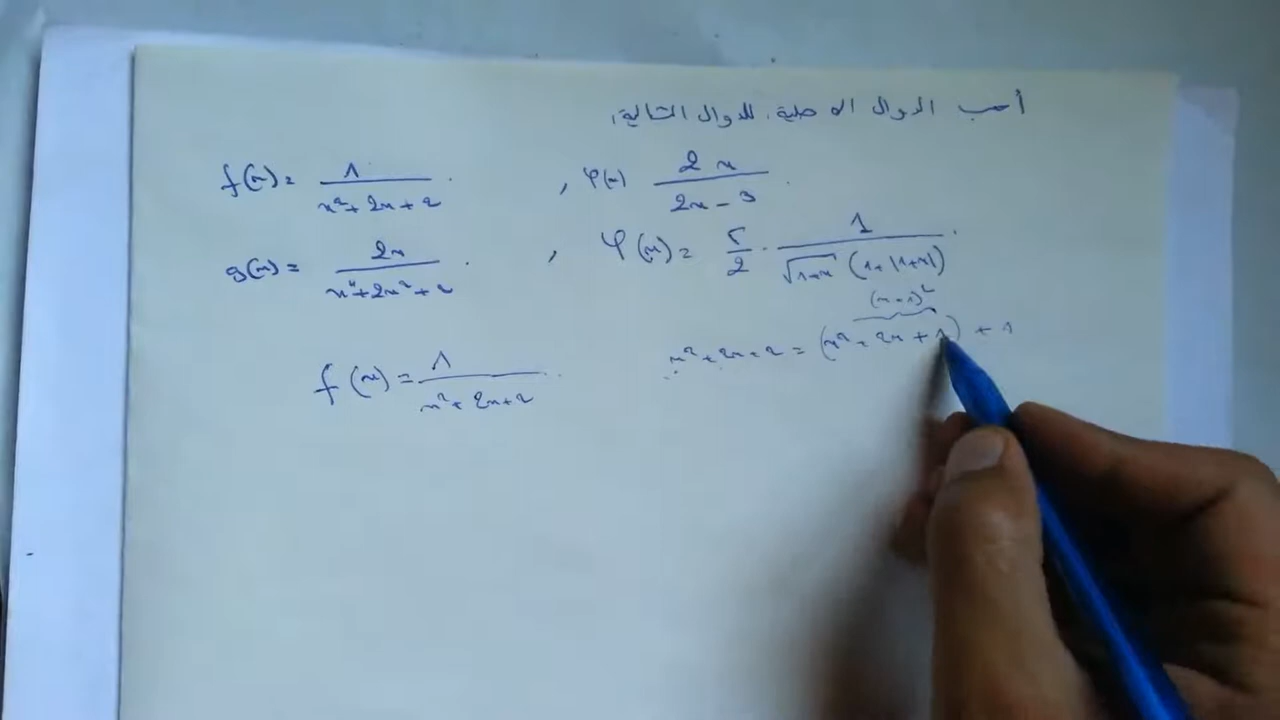 أحسب الدوال الأصلية للدوال التالية:
f(x) = 1 / (x² + 2x + 2) , φ(x) 2x / (2x - 3)
g(x) = 2x / (x⁴ + 2x² + 2) , φ(x) = 5/2 · 1 / (√(1+x) (1+|1+x|))
(x+1)²
x² + 2x + 2 = (x² + 2x + 1) + 1
f(x) = 1 / (x² + 2x + 2)